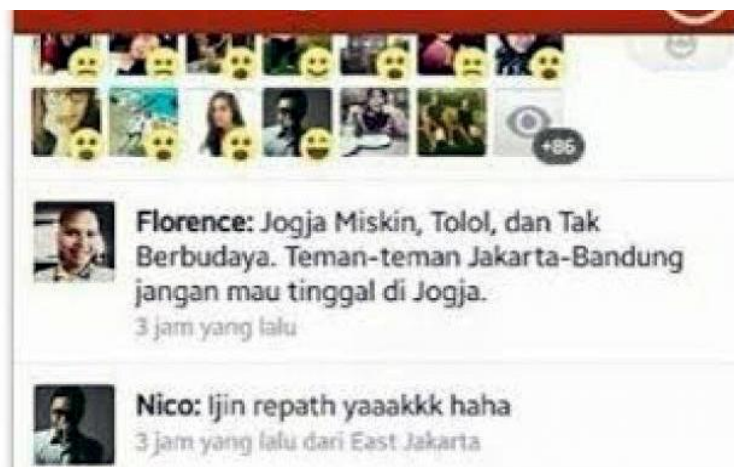 +86
Florence: Jogja Miskin, Tolol, dan Tak
Berbudaya. Teman-teman Jakarta-Bandung
jangan mau tinggal di Jogja.
3 jam yang lalu
Nico: Ijin repath yaaakkk haha
3 jam yang lalu dari East Jakarta